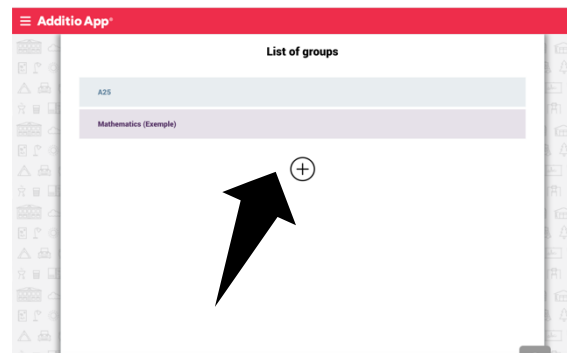 Additio App®
List of groups
A25
Mathematics (Exemple)